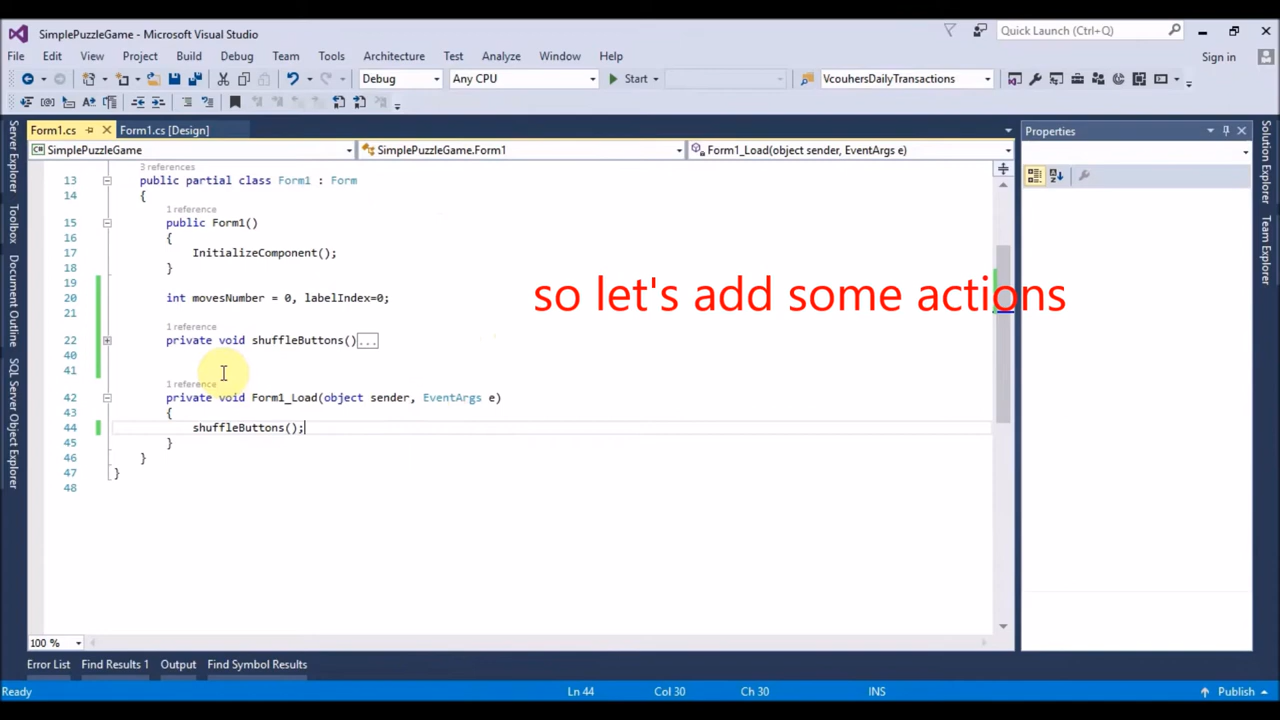 SimplePuzzleGame - Microsoft Visual Studio
Quick Launch (Ctrl+Q)
File Edit View Project Build Debug Team Tools Architecture Test Analyze Window Help
Sign in
Debug Any CPU Start VcouhersDailyTransactions
Form1.cs Form1.cs [Design]
SimplePuzzleGame SimplePuzzleGame.Form1 Form1_Load(object sender, EventArgs e)
Server Explorer
Toolbox
Document Outline
SQL Server Object Explorer
3 references
13 public partial class Form1 : Form
14 {
1 reference
15 public Form1()
16 {
17 InitializeComponent();
18 }
19
20 int movesNumber = 0, labelIndex=0;
21
1 reference
22 private void shuffleButtons()...
40
41
1 reference
42 private void Form1_Load(object sender, EventArgs e)
43 {
44 shuffleButtons();
45 }
46 }
47 }
48
so let's add some actions
100 %
Properties
Solution Explorer
Team Explorer
Error List Find Results 1 Output Find Symbol Results
Ready Ln 44 Col 30 Ch 30 INS Publish